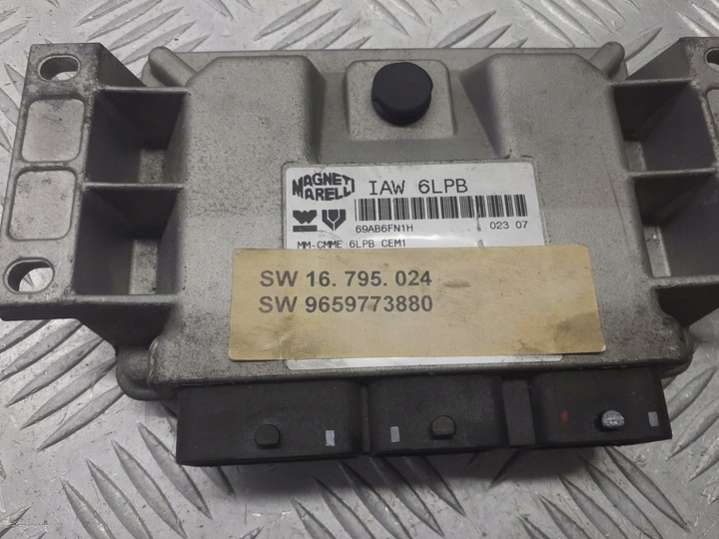 MAGNETI
MARELLI
IAW 6LPB
69AB6FN1H 023 07
MM-CMME 6LPB CEM1
SW 16. 795. 024
SW 9659773880